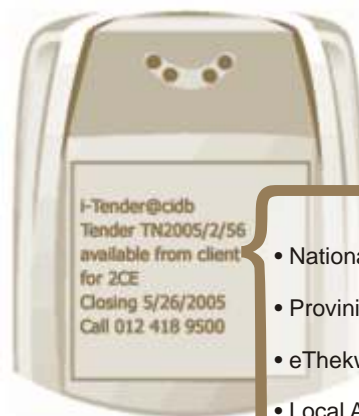 i-Tender@cidb
Tender TN2005/2/56
available from client
for 2CE
Closing 5/26/2005
Call 012 418 9500
• Nationa
• Provini
• eThekw
• Local A